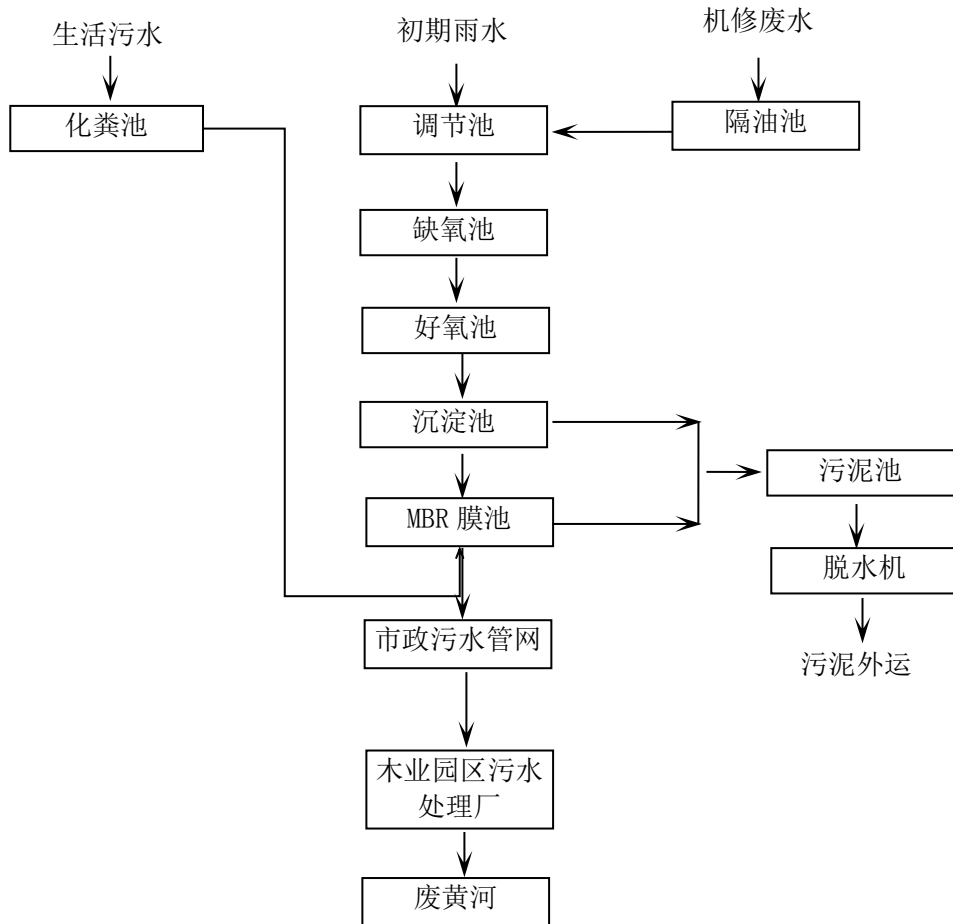 生活污水
初期雨水
机修废水
化粪池
调节池
隔油池
缺氧池
好氧池
沉淀池
污泥池
MBR 膜池
脱水机
市政污水管网
污泥外运
木业园区污水
处理厂
废黄河